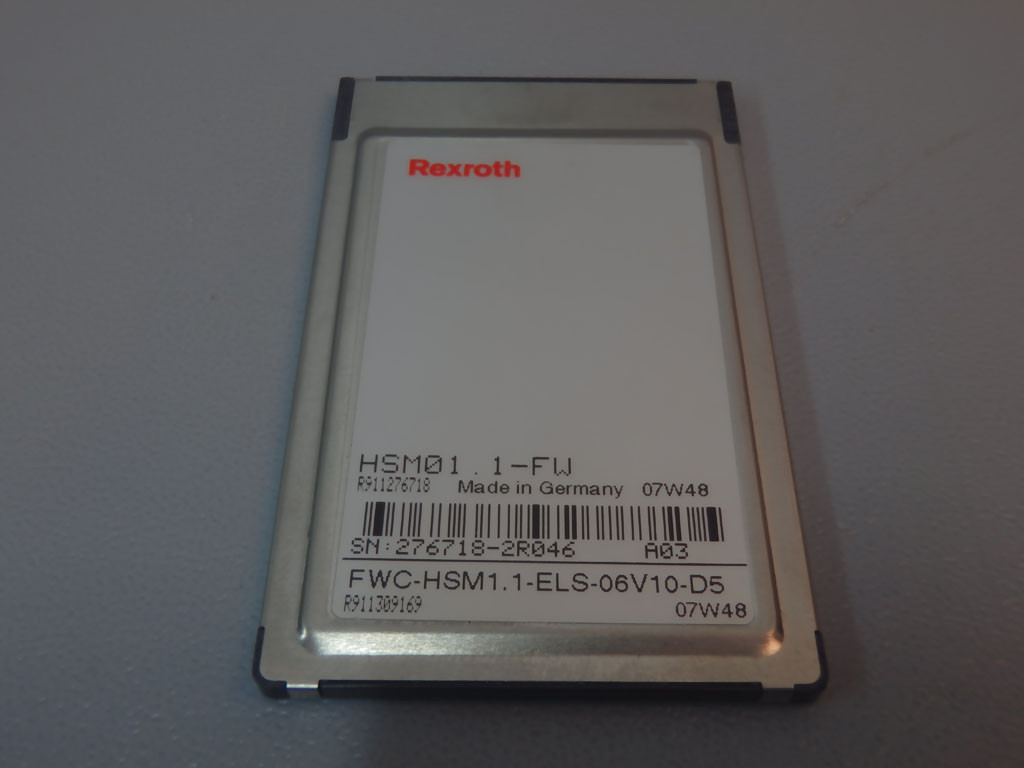 Rexroth
HSM01.1-FW
R911276718 Made in Germany 07W48
SN:276718-2R046 A03
FWC-HSM1.1-ELS-06V10-D5
R911309169 07W48